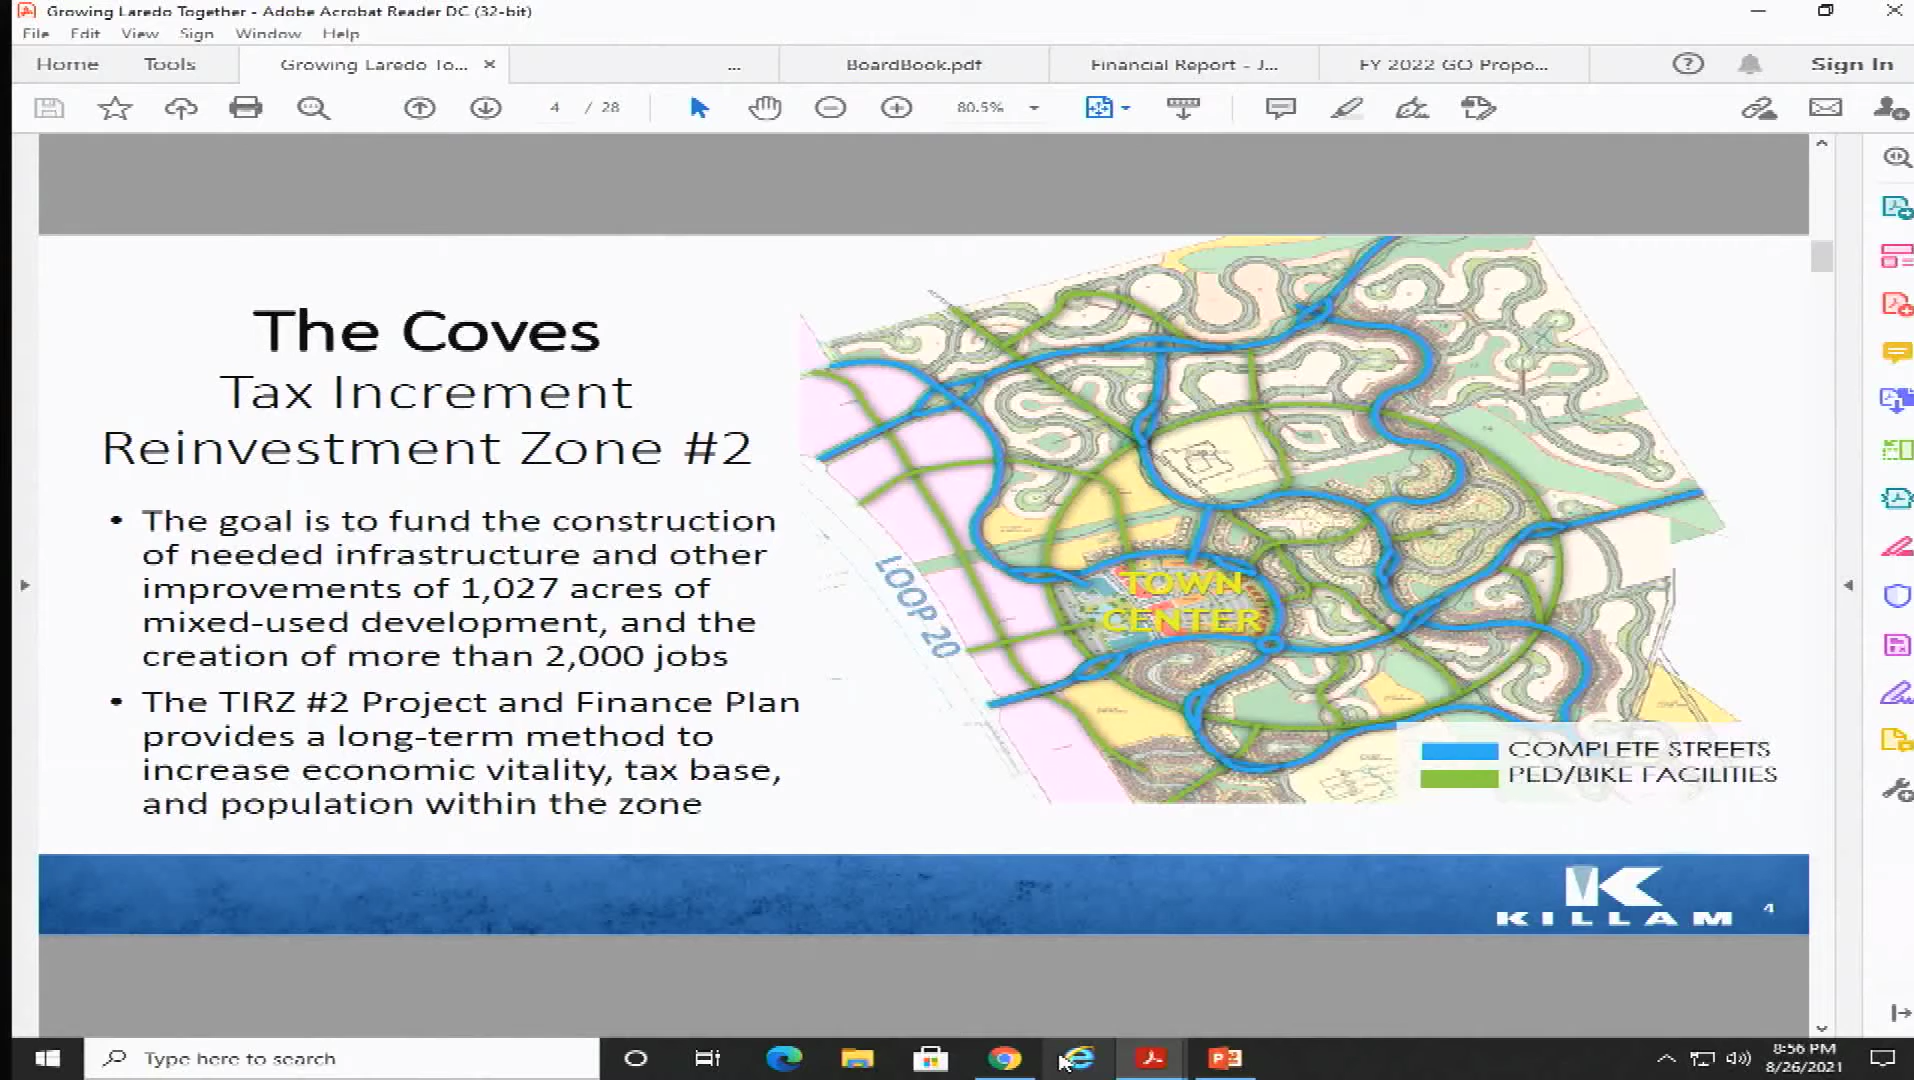 Growing Laredo Together - Adobe Acrobat Reader DC (32-bit)
File Edit View Sign Window Help
Home Tools Growing Laredo To... ... BoardBook.pdf Financial Report - J... FY 2022 GO Propo... Sign In
4 / 28 80.5%
The Coves
Tax Increment
Reinvestment Zone #2
• The goal is to fund the construction
of needed infrastructure and other
improvements of 1,027 acres of
mixed-used development, and the
creation of more than 2,000 jobs
• The TIRZ #2 Project and Finance Plan
provides a long-term method to
increase economic vitality, tax base,
and population within the zone
LOOP 20
TOWN
CENTER
COMPLETE STREETS
PED/BIKE FACILITIES
KILLAM
4
Type here to search
8:56 PM
8/26/2021